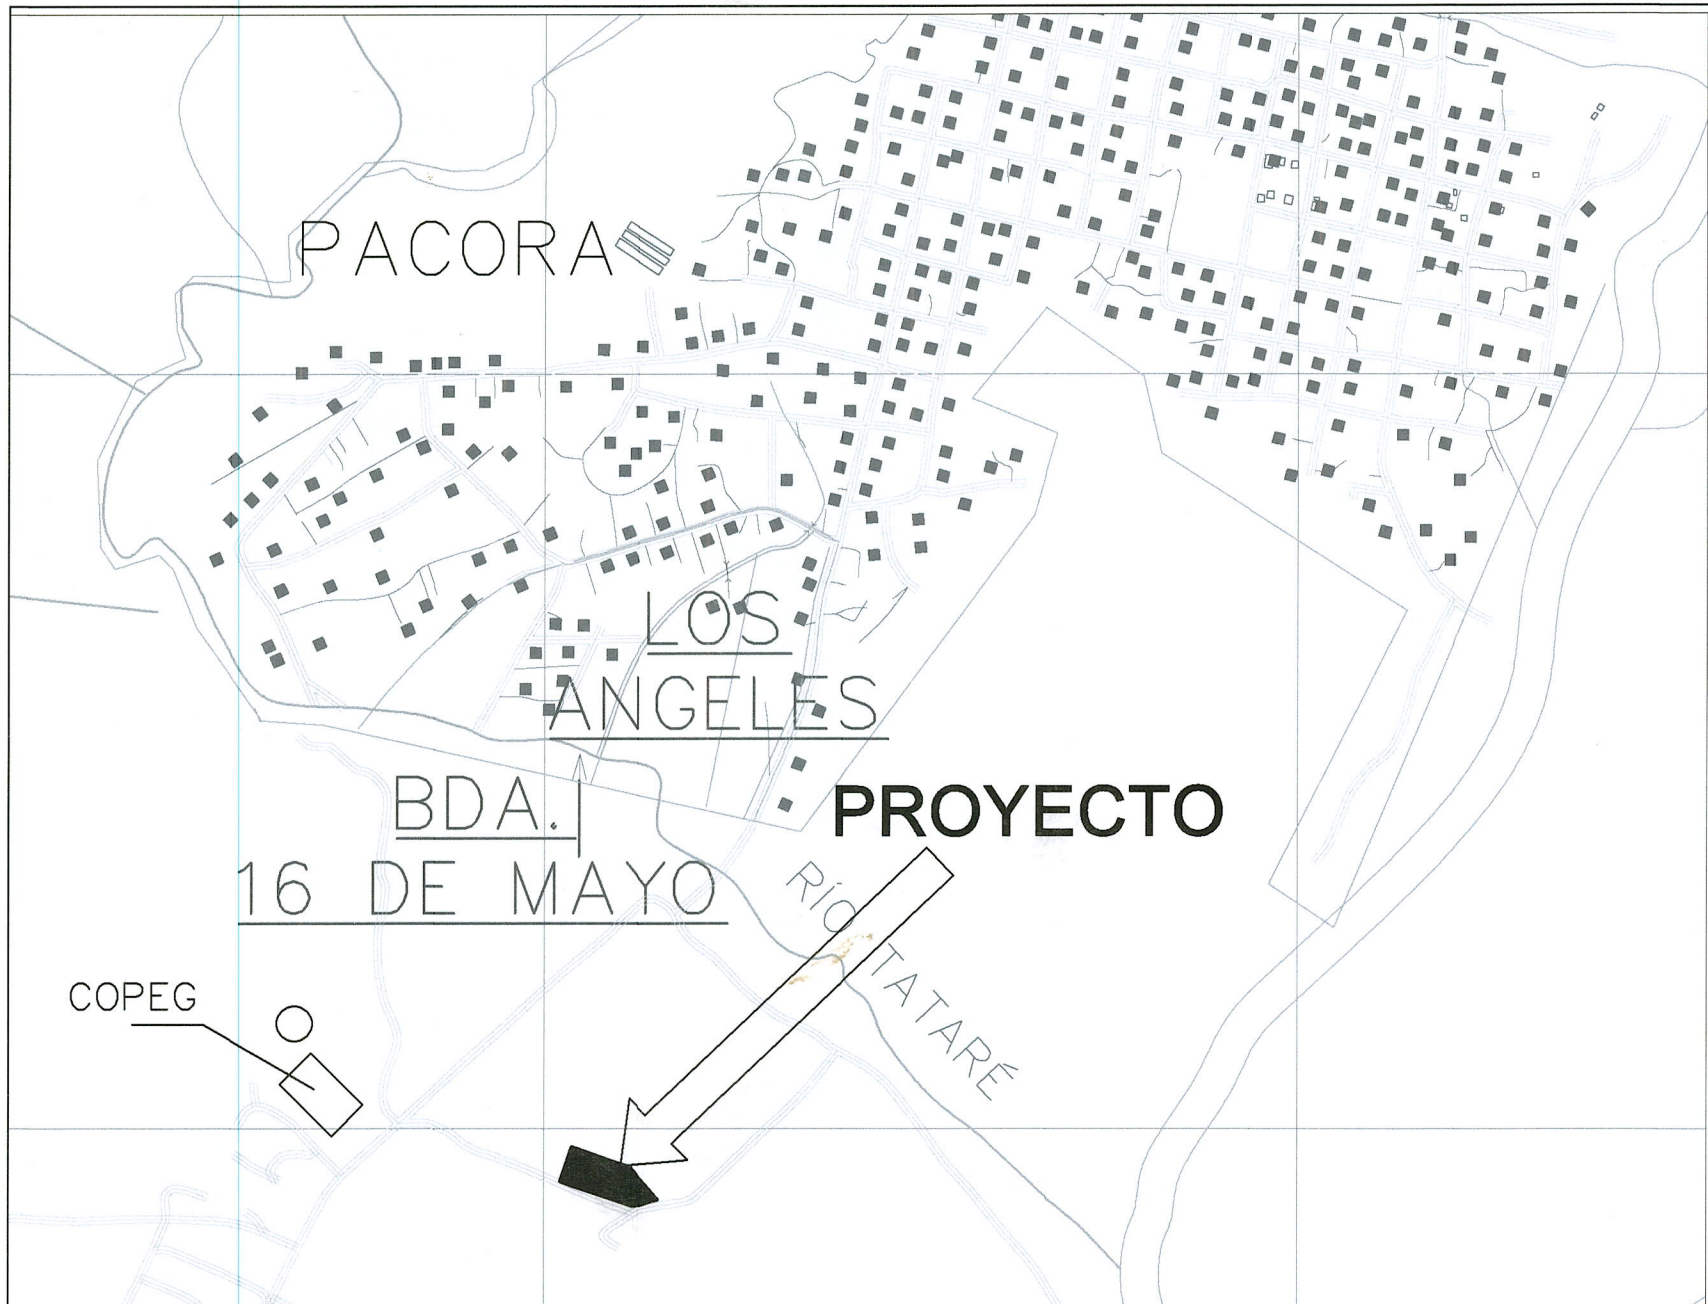 PACORA
LOS
ANGELES
BDA.
16 DE MAYO
PROYECTO
RÍO TATARÉ
COPEG